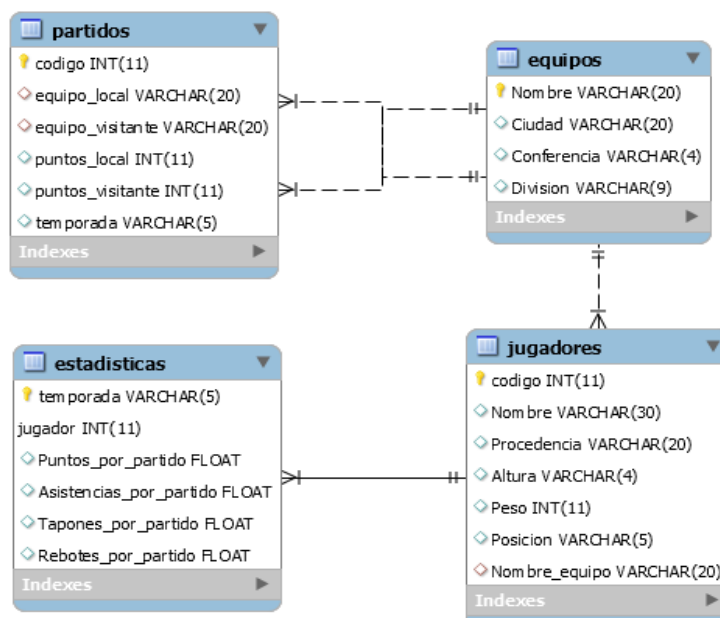 partidos
codigo INT(11)
equipo_local VARCHAR(20)
equipo_visitante VARCHAR(20)
puntos_local INT(11)
puntos_visitante INT(11)
temporada VARCHAR(5)
Indexes
equipos
Nombre VARCHAR(20)
Ciudad VARCHAR(20)
Conferencia VARCHAR(4)
Division VARCHAR(9)
Indexes
estadisticas
temporada VARCHAR(5)
jugador INT(11)
Puntos_por_partido FLOAT
Asistencias_por_partido FLOAT
Tapones_por_partido FLOAT
Rebotes_por_partido FLOAT
Indexes
jugadores
codigo INT(11)
Nombre VARCHAR(30)
Procedencia VARCHAR(20)
Altura VARCHAR(4)
Peso INT(11)
Posicion VARCHAR(5)
Nombre_equipo VARCHAR(20)
Indexes